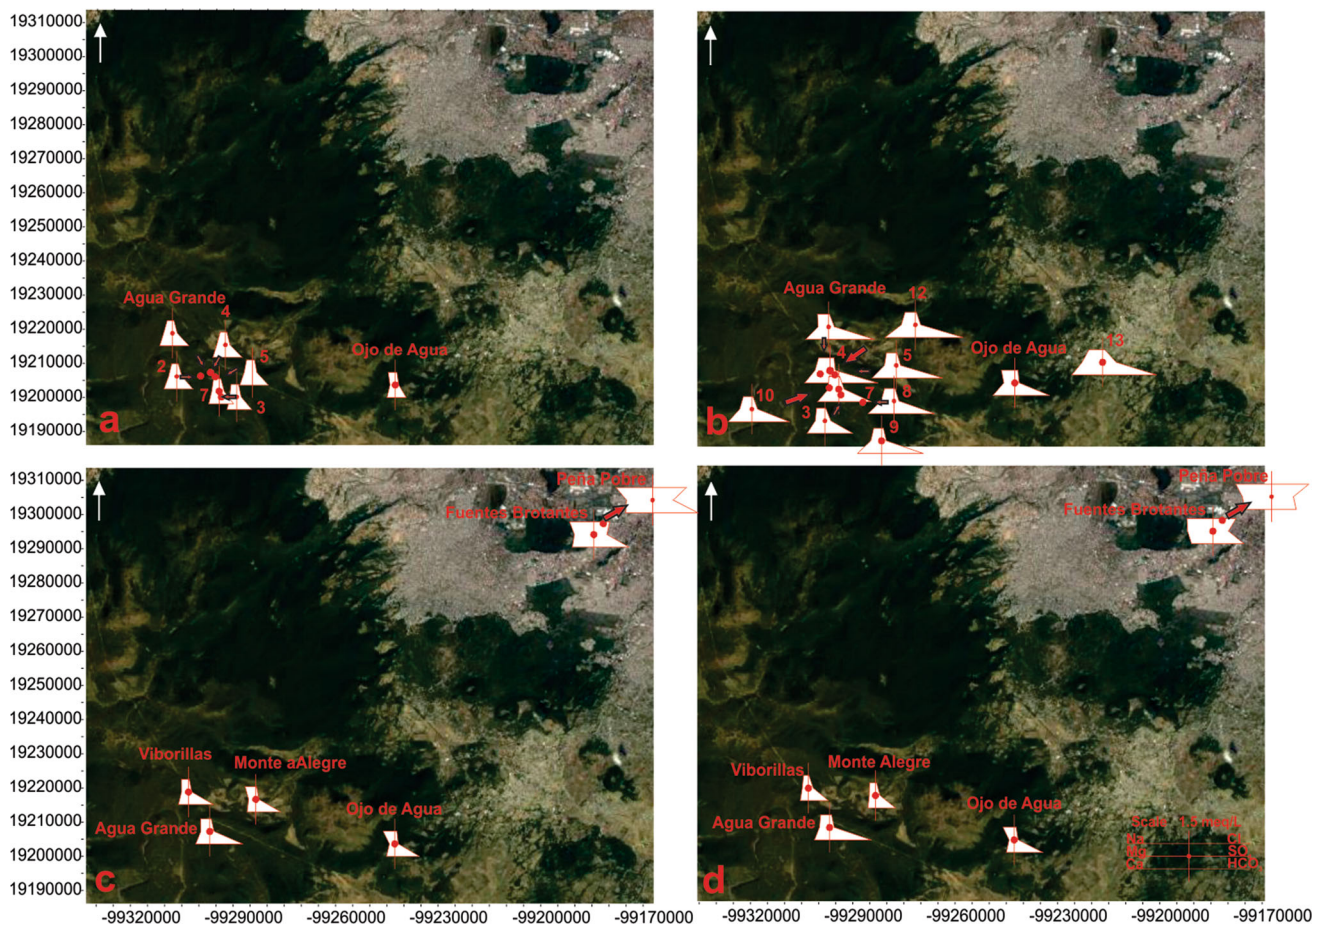 19310000
19300000
19290000
19280000
19270000
19260000
19250000
19240000
19230000
19220000
19210000
19200000
19190000
Agua Grande
4
2
5
7
3
Ojo de Agua
a
Agua Grande
12
4
5
Ojo de Agua
13
10
7
8
3
9
b
19310000
19300000
19290000
19280000
19270000
19260000
19250000
19240000
19230000
19220000
19210000
19200000
19190000
Peña Pobre
Fuentes Brotantes
Viborillas
Monte aAlegre
Ojo de Agua
Agua Grande
c
Peña Pobre
Fuentes Brotantes
Viborillas
Monte Alegre
Ojo de Agua
Agua Grande
Scale 1.5 meq/L
Na Cl
Mg SO
Ca HCO
d
-99320000 -99290000 -99260000 -99230000 -99200000 -99170000
-99320000 -99290000 -99260000 -99230000 -99200000 -99170000